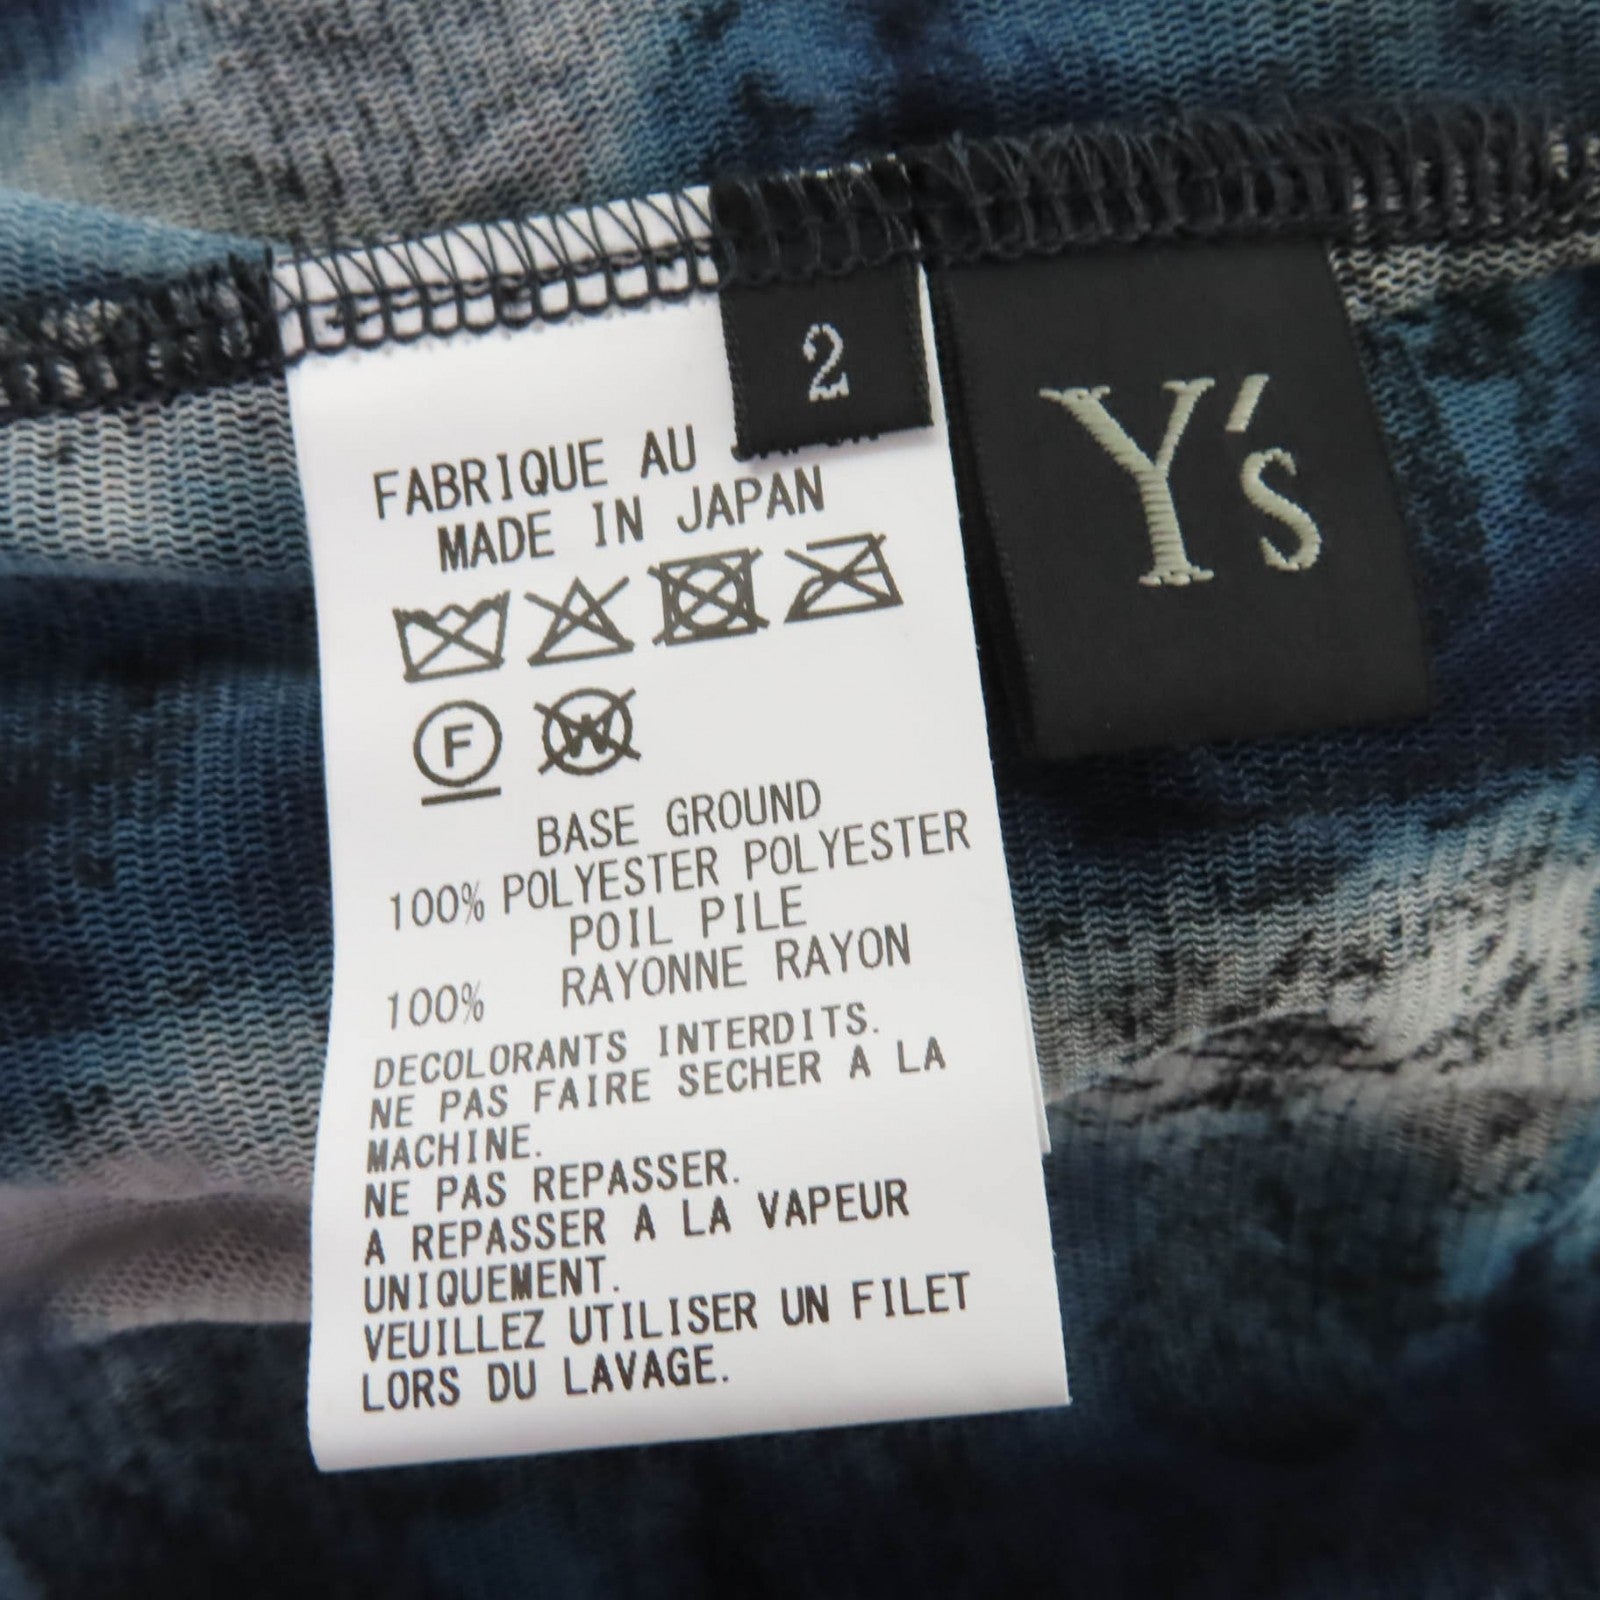 2
Y's
FABRIQUE AU
MADE IN JAPAN
F
W
BASE GROUND
100% POLYESTER POLYESTER
POIL PILE
100% RAYONNE RAYON
DECOLORANTS INTERDITS.
NE PAS FAIRE SECHER A LA
MACHINE.
NE PAS REPASSER.
A REPASSER A LA VAPEUR
UNIQUEMENT.
VEUILLEZ UTILISER UN FILET
LORS DU LAVAGE.